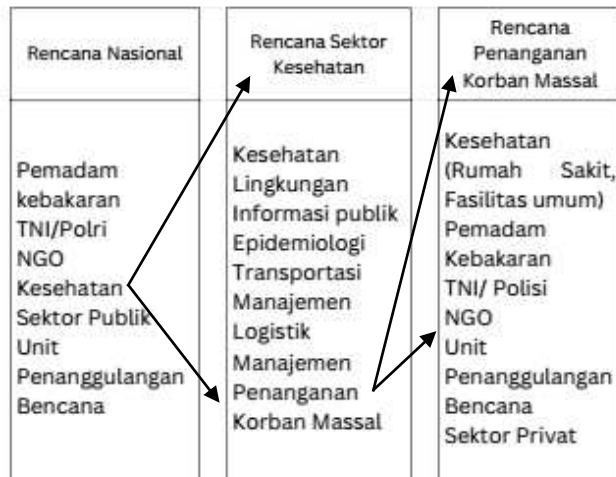 Rencana Nasional
Pemadam
kebakaran
TNI/Polri
NGO
Kesehatan
Sektor Publik
Unit
Penanggulangan
Bencana
Rencana Sektor
Kesehatan
Kesehatan
Lingkungan
Informasi publik
Epidemiologi
Transportasi
Manajemen
Logistik
Manajemen
Penanganan
Korban Massal
Rencana
Penanganan
Korban Massal
Kesehatan
(Rumah Sakit,
Fasilitas umum)
Pemadam
Kebakaran
TNI/ Polisi
NGO
Unit
Penanggulangan
Bencana
Sektor Privat